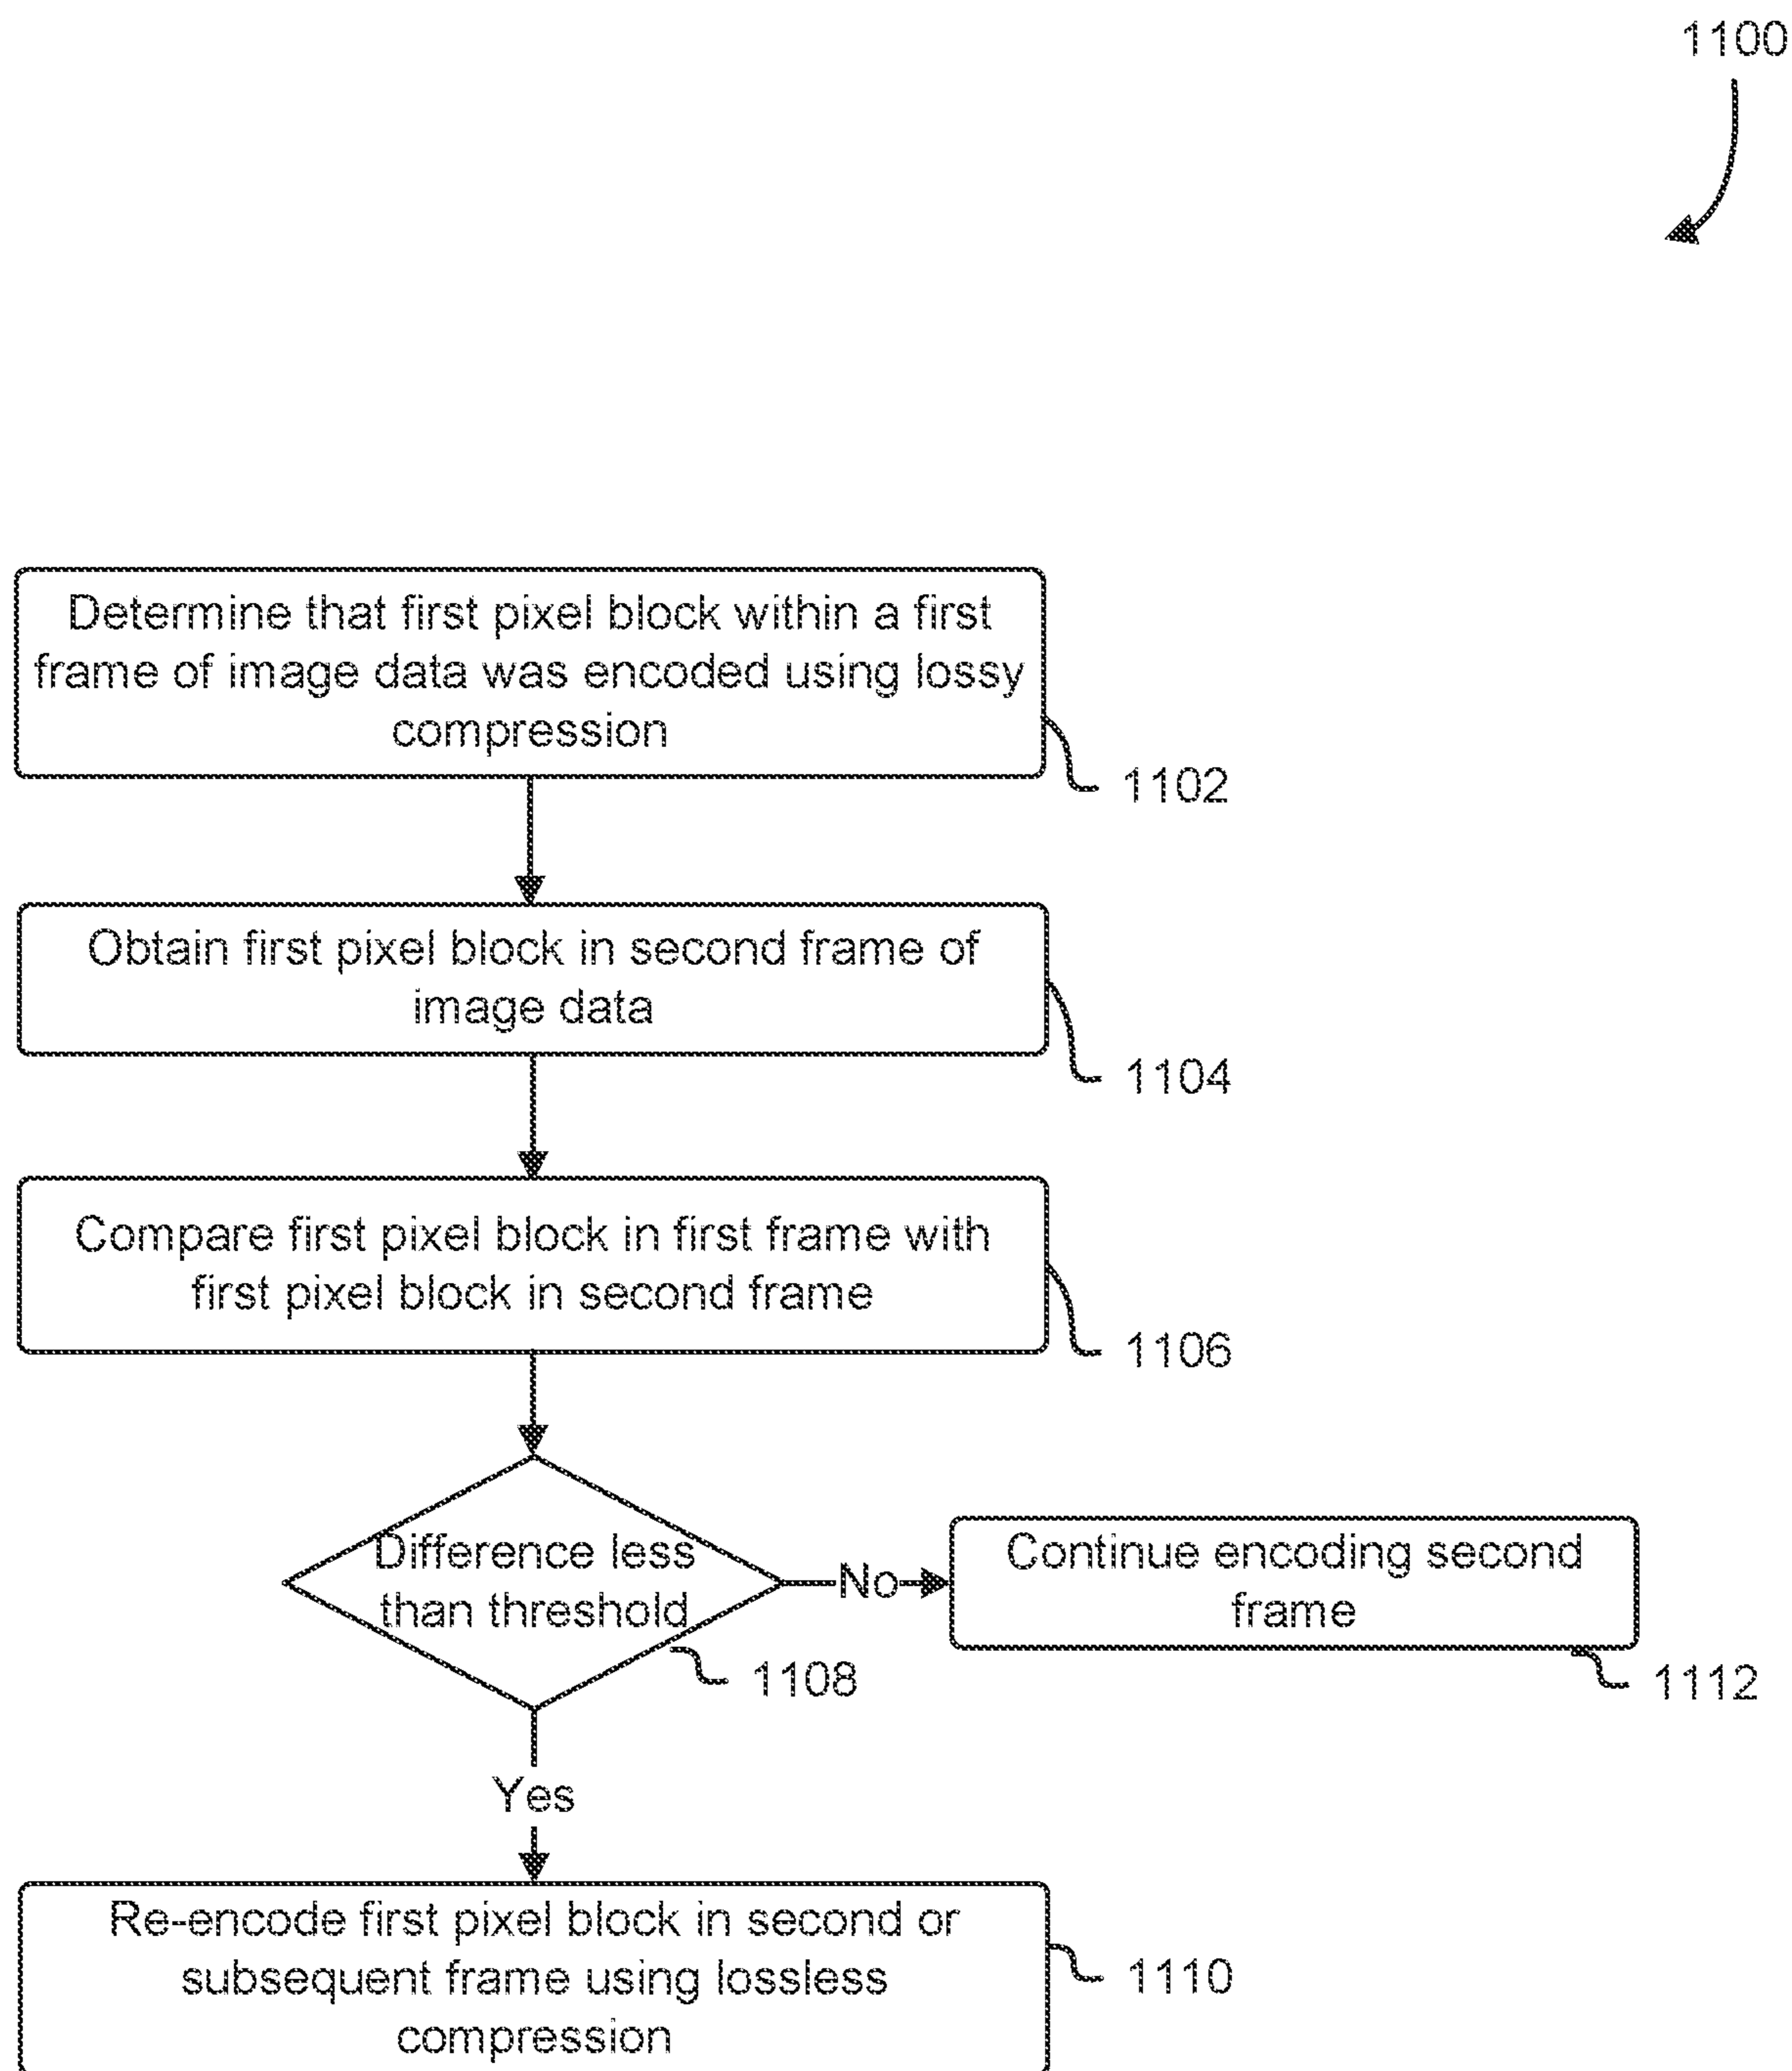 1100
Determine that first pixel block within a first
frame of image data was encoded using lossy
compression
1102
Obtain first pixel block in second frame of
image data
1104
Compare first pixel block in first frame with
first pixel block in second frame
1106
Difference less
than threshold
1108
No
Continue encoding second
frame
1112
Yes
Re-encode first pixel block in second or
subsequent frame using lossless
compression
1110